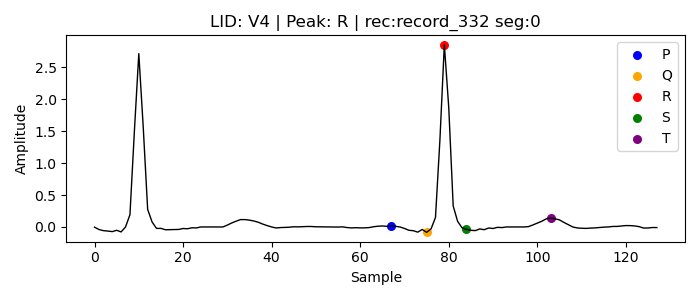 LID: V4 | Peak: R | rec:record_332 seg:0
Amplitude
2.5
2.0
1.5
1.0
0.5
0.0
P
Q
R
S
T
0 20 40 60 80 100 120
Sample